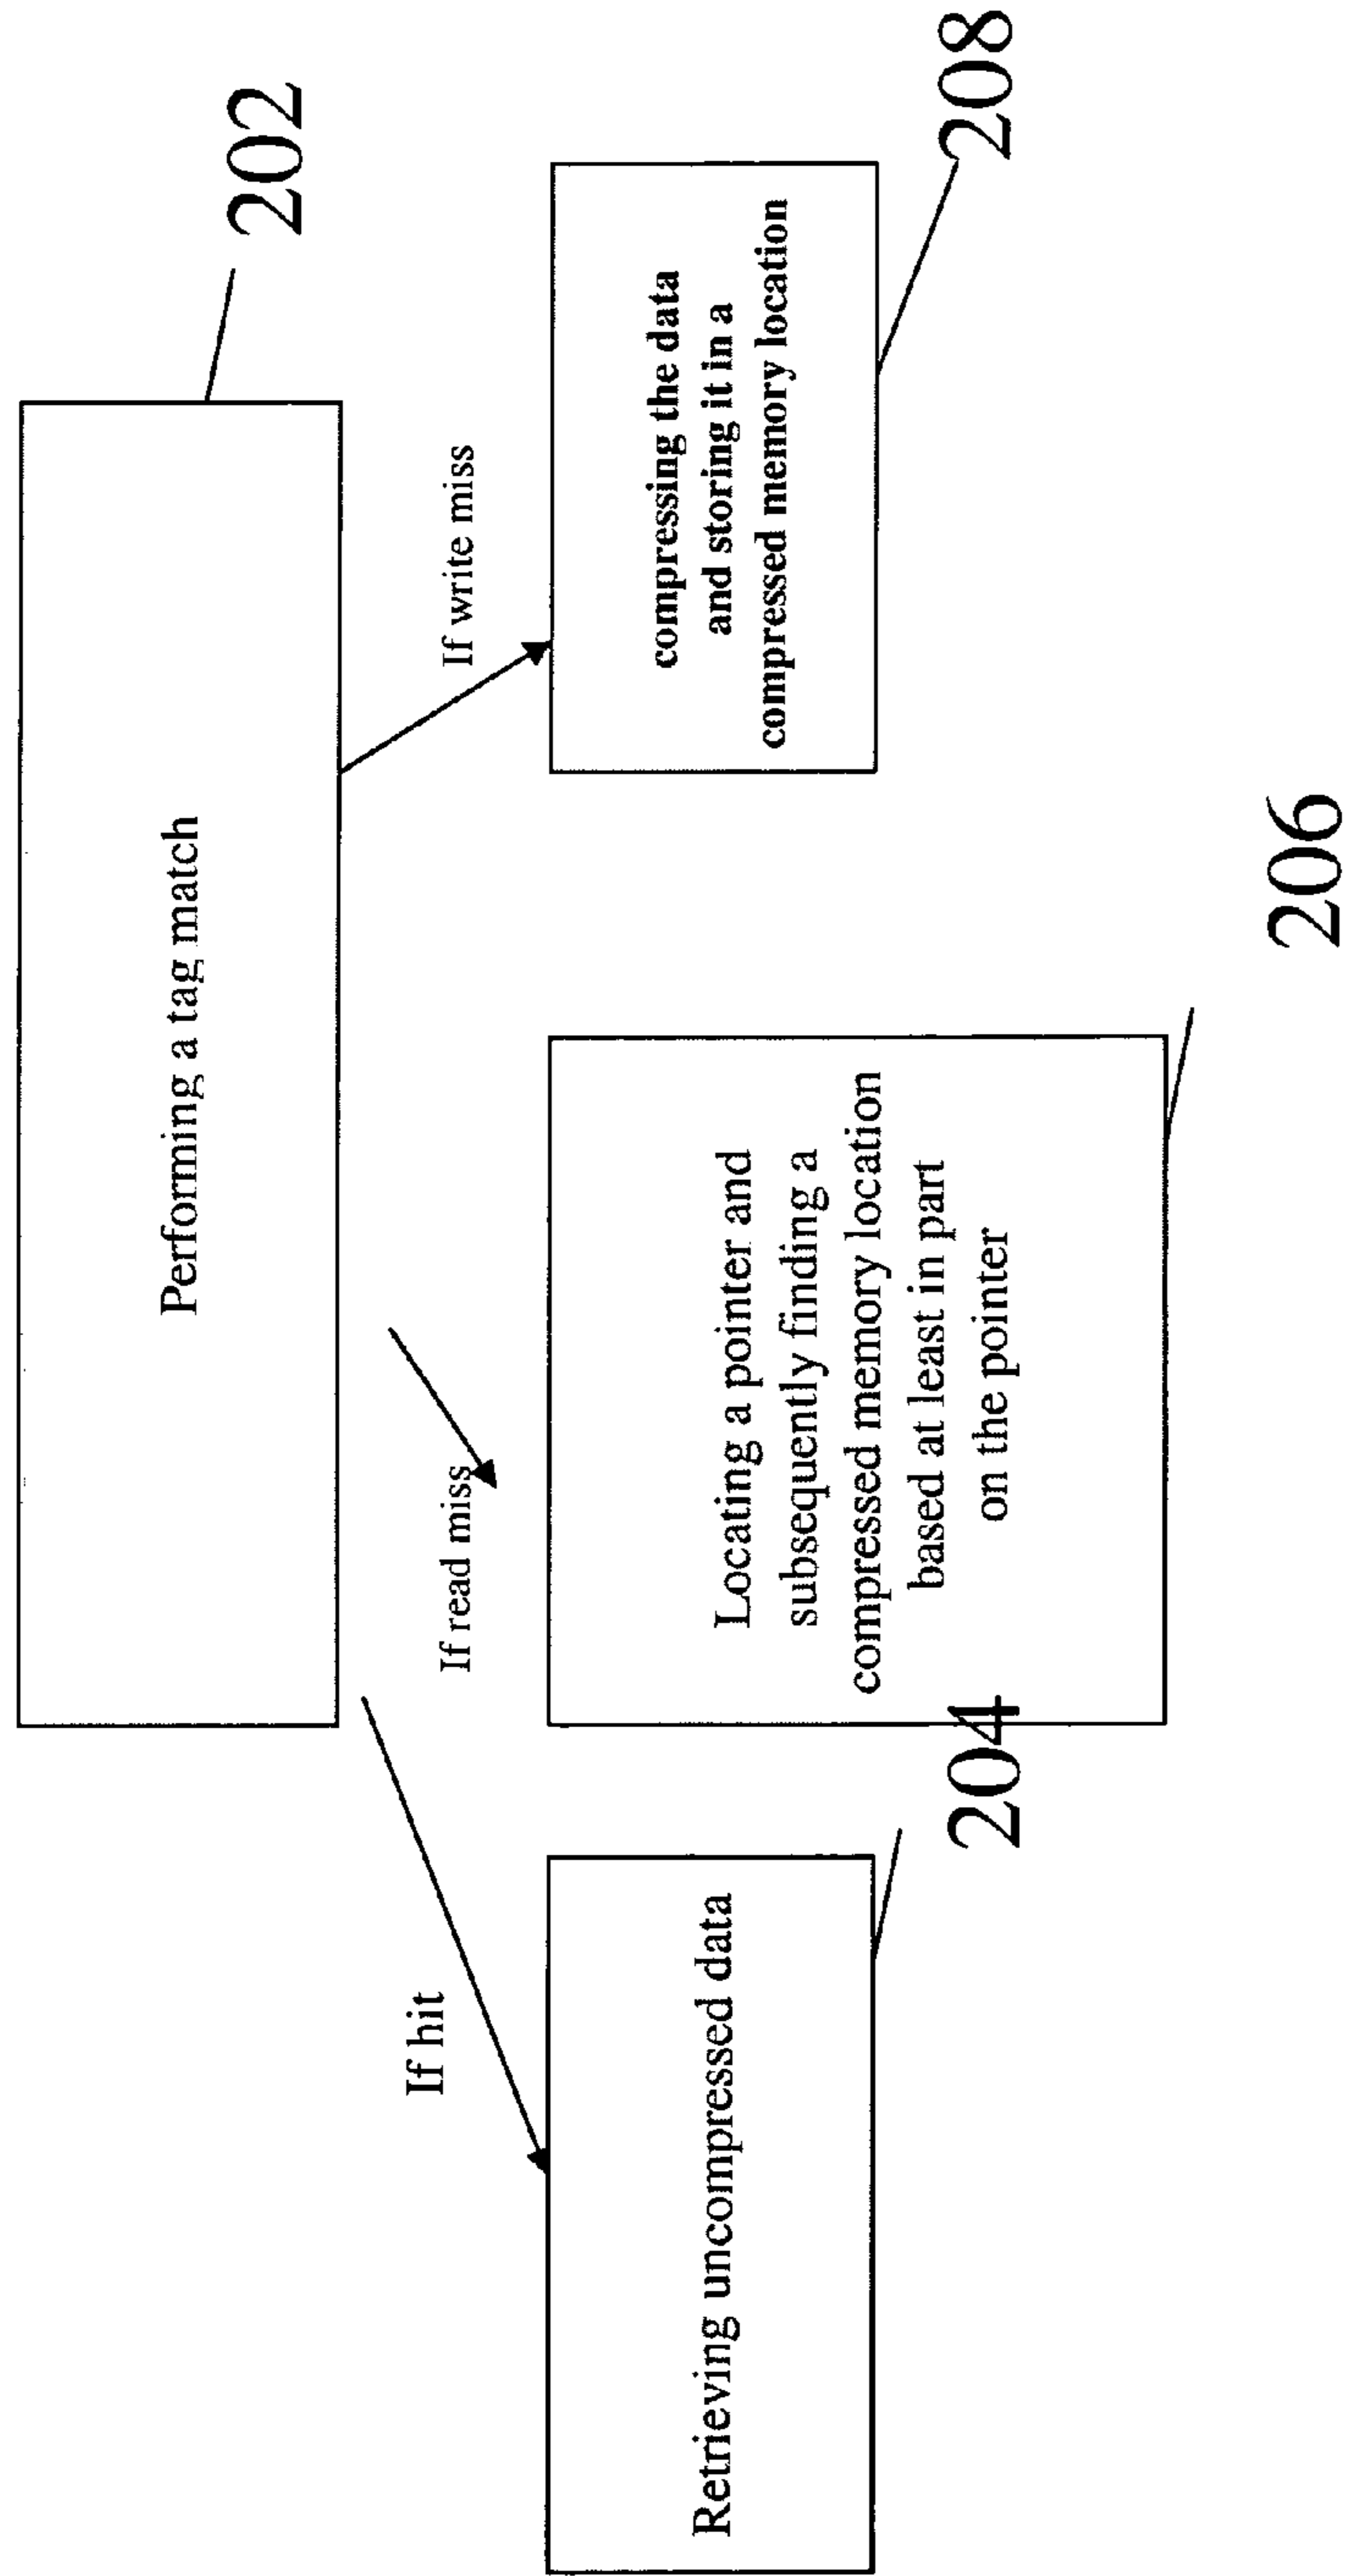 Performing a tag match
202
If hit
If read miss
If write miss
Retrieving uncompressed data
204
Locating a pointer and
subsequently finding a
compressed memory location
based at least in part
on the pointer
206
compressing the data
and storing it in a
compressed memory location
208